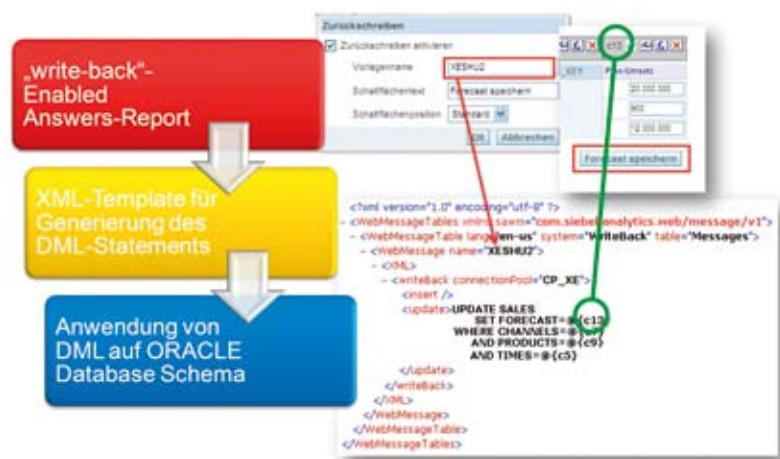 „write-back“-
Enabled
Answers-Report
XML-Template für
Generierung des
DML-Statements
Anwendung von
DML auf ORACLE
Database Schema
Zurückschreiben
Zurückschreiben aktivieren
Vorlagenname XESHU2
Schaltflächentext Forecast speichern
Schaltflächenposition Standard
OK Abbrechen
c13
_KEY Plan-Umsatz
20.000.000
900
12.000.000
Forecast speichern
<?xml version="1.0" encoding="utf-8" ?>
- <WebMessageTables xmlns:sawm="com.siebelanalytics.web/message/v1">
- <WebMessageTable lang="en-us" system="WriteBack" table="Messages">
- <WebMessage name="XESHU2">
- <XML>
- <writeBack connectionPool="CP_XE">
<insert />
<update>UPDATE SALES
SET FORECAST=@{c13}
WHERE CHANNELS=@{c7}
AND PRODUCTS=@{c9}
AND TIMES=@{c5}
</update>
</writeBack>
</XML>
</WebMessage>
</WebMessageTable>
</WebMessageTables>